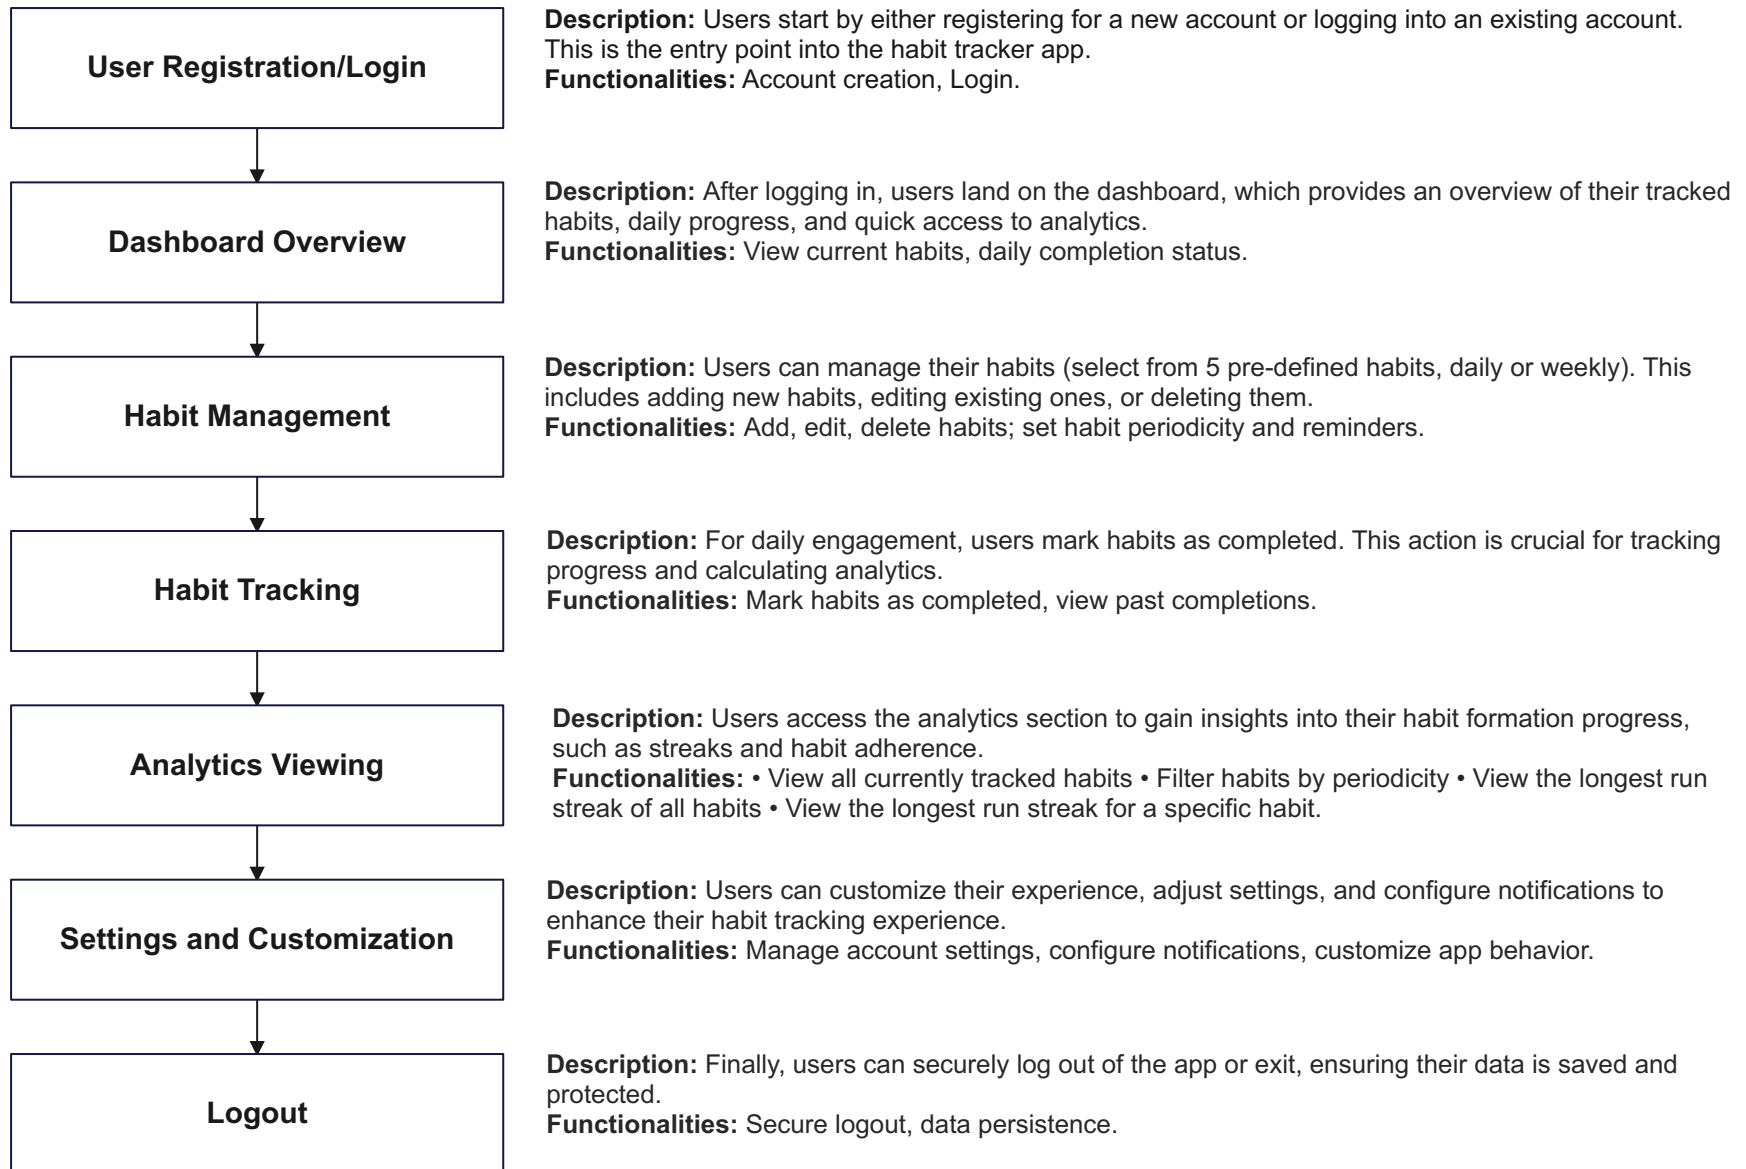 User Registration/Login
Description: Users start by either registering for a new account or logging into an existing account.
This is the entry point into the habit tracker app.
Functionalities: Account creation, Login.
Dashboard Overview
Description: After logging in, users land on the dashboard, which provides an overview of their tracked
habits, daily progress, and quick access to analytics.
Functionalities: View current habits, daily completion status.
Habit Management
Description: Users can manage their habits (select from 5 pre-defined habits, daily or weekly). This
includes adding new habits, editing existing ones, or deleting them.
Functionalities: Add, edit, delete habits; set habit periodicity and reminders.
Habit Tracking
Description: For daily engagement, users mark habits as completed. This action is crucial for tracking
progress and calculating analytics.
Functionalities: Mark habits as completed, view past completions.
Analytics Viewing
Description: Users access the analytics section to gain insights into their habit formation progress,
such as streaks and habit adherence.
Functionalities: • View all currently tracked habits • Filter habits by periodicity • View the longest run
streak of all habits • View the longest run streak for a specific habit.
Settings and Customization
Description: Users can customize their experience, adjust settings, and configure notifications to
enhance their habit tracking experience.
Functionalities: Manage account settings, configure notifications, customize app behavior.
Logout
Description: Finally, users can securely log out of the app or exit, ensuring their data is saved and
protected.
Functionalities: Secure logout, data persistence.